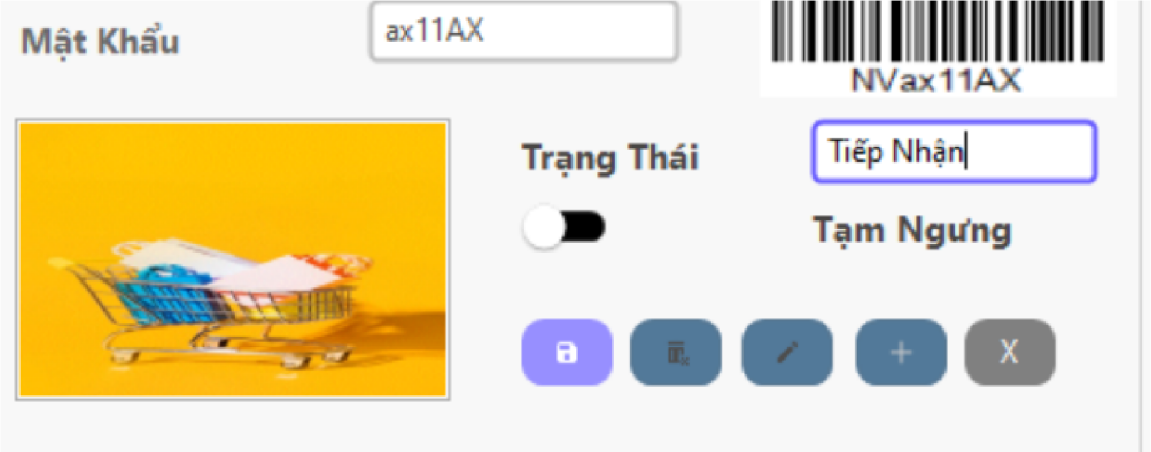 Mật Khẩu
ax11AX
NVax11AX
Trạng Thái
Tiếp Nhận
Tạm Ngưng
X